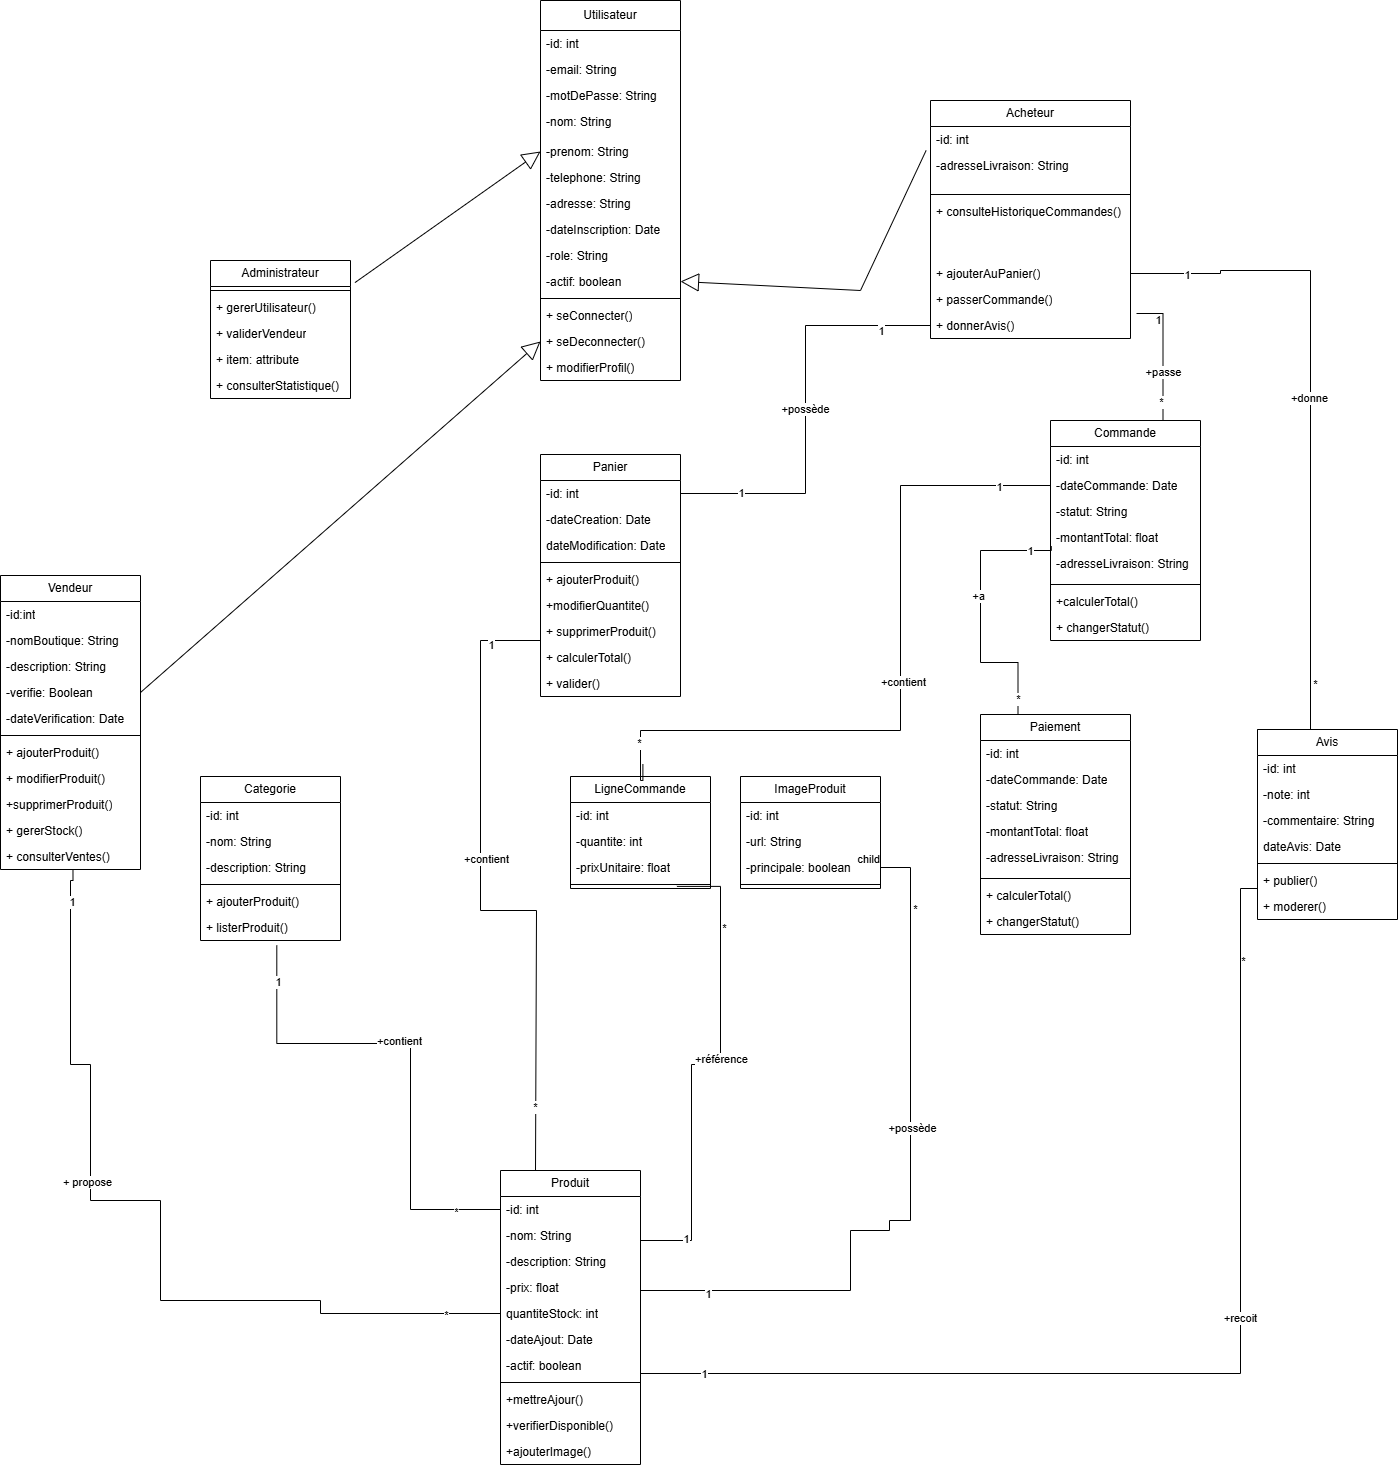 Utilisateur
-id: int
-email: String
-motDePasse: String
-nom: String
-prenom: String
-telephone: String
-adresse: String
-dateInscription: Date
-role: String
-actif: boolean
+ seConnecter()
+ seDeconnecter()
+ modifierProfil()
Acheteur
-id: int
-adresseLivraison: String
+ consulteHistoriqueCommandes()
+ ajouterAuPanier()
+ passerCommande()
+ donnerAvis()
1
1
1
+passe
*
+donne
*
+possède
1
Administrateur
+ gererUtilisateur()
+ validerVendeur
+ item: attribute
+ consulterStatistique()
Panier
-id: int
-dateCreation: Date
dateModification: Date
+ ajouterProduit()
+modifierQuantite()
+ supprimerProduit()
+ calculerTotal()
+ valider()
1
+contient
*
Commande
-id: int
-dateCommande: Date
-statut: String
-montantTotal: float
-adresseLivraison: String
+calculerTotal()
+ changerStatut()
1
+contient
*
1
+a
*
Vendeur
-id:int
-nomBoutique: String
-description: String
-verifie: Boolean
-dateVerification: Date
+ ajouterProduit()
+ modifierProduit()
+supprimerProduit()
+ gererStock()
+ consulterVentes()
1
+ propose
*
Categorie
-id: int
-nom: String
-description: String
+ ajouterProduit()
+ listerProduit()
1
+contient
*
LigneCommande
-id: int
-quantite: int
-prixUnitaire: float
*
+référence
1
ImageProduit
-id: int
-url: String
-principale: boolean
child
*
+possède
1
Paiement
-id: int
-dateCommande: Date
-statut: String
-montantTotal: float
-adresseLivraison: String
+ calculerTotal()
+ changerStatut()
Avis
-id: int
-note: int
-commentaire: String
dateAvis: Date
+ publier()
+ moderer()
*
+recoit
1
Produit
-id: int
-nom: String
-description: String
-prix: float
quantiteStock: int
-dateAjout: Date
-actif: boolean
+mettreAjour()
+verifierDisponible()
+ajouterImage()